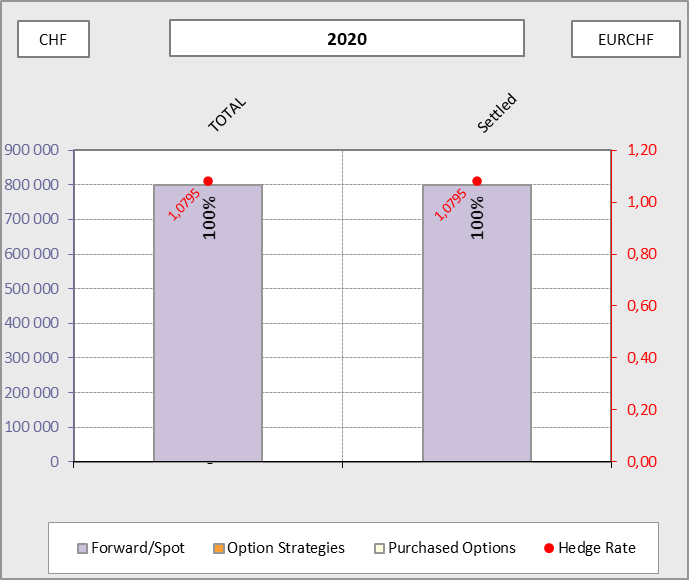 CHF
2020
EURCHF
TOTAL
Settled
900 000
800 000
700 000
600 000
500 000
400 000
300 000
200 000
100 000
0
1,0795
100%
1,0795
100%
-
1,20
1,00
0,80
0,60
0,40
0,20
0,00
Forward/Spot
Option Strategies
Purchased Options
Hedge Rate